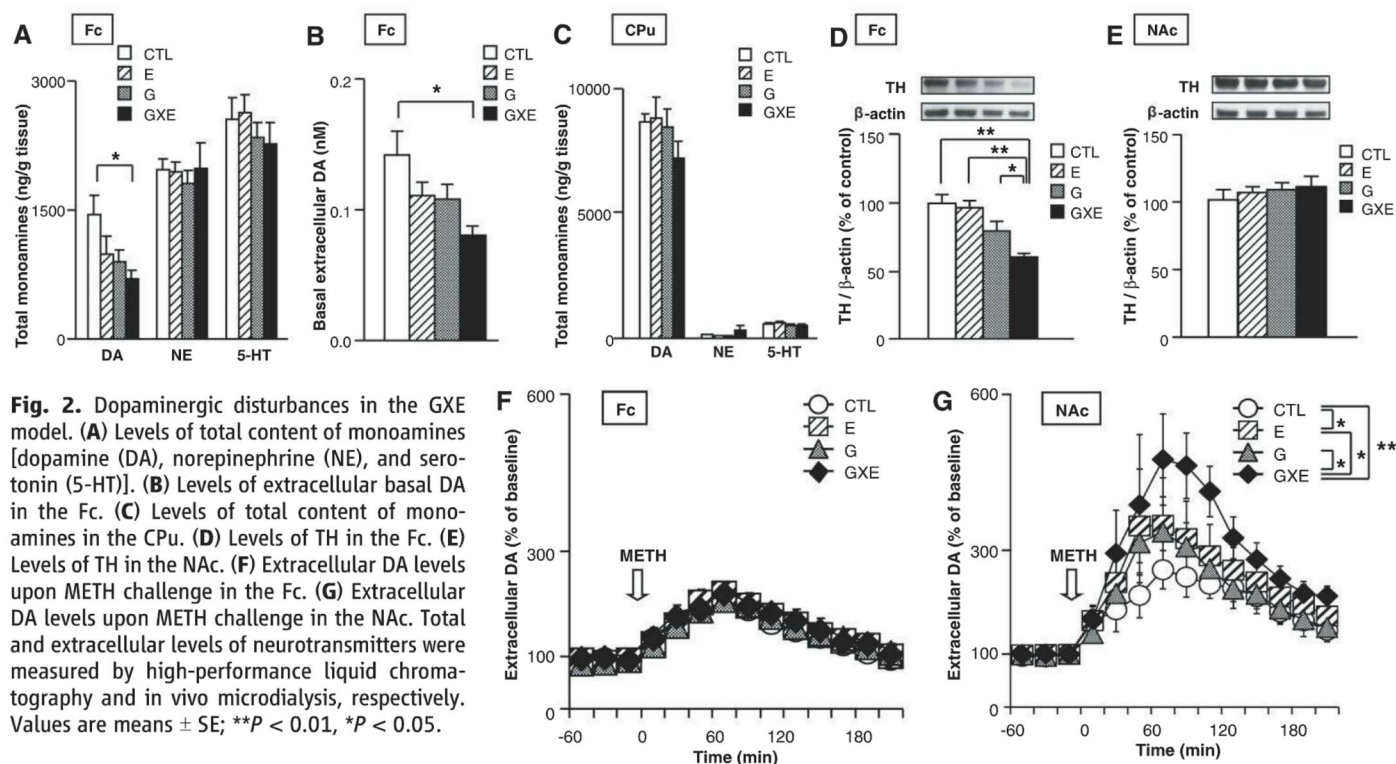 A
Fc
CTL
E
G
GXE
3000
1500
0
Total monoamines (ng/g tissue)
*
DA
NE
5-HT
B
Fc
CTL
E
G
GXE
0.2
0.1
0.0
Basal extracellular DA (nM)
*
C
CPu
CTL
E
G
GXE
10000
5000
0
Total monoamines (ng/g tissue)
DA
NE
5-HT
D
Fc
TH
β-actin
150
100
50
0
TH / β-actin (% of control)
**
**
*
CTL
E
G
GXE
E
NAc
TH
β-actin
150
100
50
0
TH / β-actin (% of control)
CTL
E
G
GXE
Fig. 2. Dopaminergic disturbances in the GXE
model. (A) Levels of total content of monoamines
[dopamine (DA), norepinephrine (NE), and sero-
tonin (5-HT)]. (B) Levels of extracellular basal DA
in the Fc. (C) Levels of total content of mono-
amines in the CPu. (D) Levels of TH in the Fc. (E)
Levels of TH in the NAc. (F) Extracellular DA levels
upon METH challenge in the Fc. (G) Extracellular
DA levels upon METH challenge in the NAc. Total
and extracellular levels of neurotransmitters were
measured by high-performance liquid chroma-
tography and in vivo microdialysis, respectively.
Values are means ± SE; **P < 0.01, *P < 0.05.
F
Fc
CTL
E
G
GXE
600
300
100
0
Extracellular DA (% of baseline)
METH
-60
0
60
120
180
Time (min)
G
NAc
CTL
E
G
GXE
*
*
*
**
600
300
100
0
Extracellular DA (% of baseline)
METH
-60
0
60
120
180
Time (min)